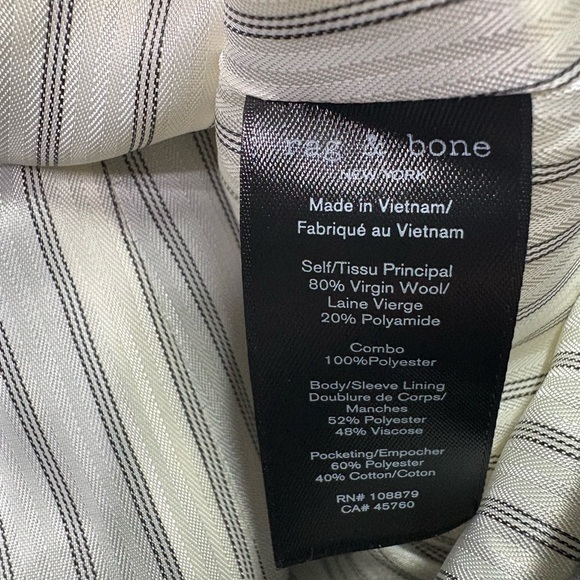 rag & bone
NEW YORK
Made in Vietnam/
Fabriqué au Vietnam
Self/Tissu Principal
80% Virgin Wool/
Laine Vierge
20% Polyamide
Combo
100%Polyester
Body/Sleeve Lining
Doublure de Corps/
Manches
52% Polyester
48% Viscose
Pocketing/Empocher
60% Polyester
40% Cotton/Coton
RN# 108879
CA# 45760